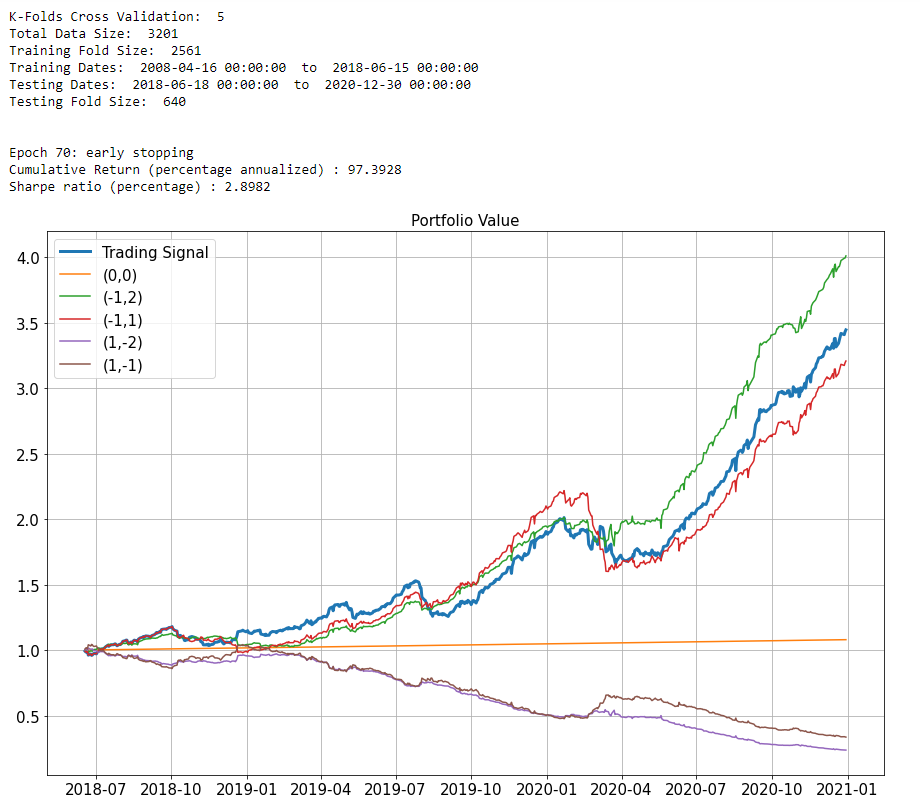 K-Folds Cross Validation:  5
Total Data Size:  3201
Training Fold Size:  2561
Training Dates:  2008-04-16 00:00:00  to  2018-06-15 00:00:00
Testing Dates:  2018-06-18 00:00:00  to  2020-12-30 00:00:00
Testing Fold Size:  640
Epoch 70: early stopping
Cumulative Return (percentage annualized) : 97.3928
Sharpe ratio (percentage) : 2.8982
Portfolio Value
Trading Signal
(0,0)
(-1,2)
(-1,1)
(1,-2)
(1,-1)
4.0
3.5
3.0
2.5
2.0
1.5
1.0
0.5
2018-07 2018-10 2019-01 2019-04 2019-07 2019-10 2020-01 2020-04 2020-07 2020-10 2021-01